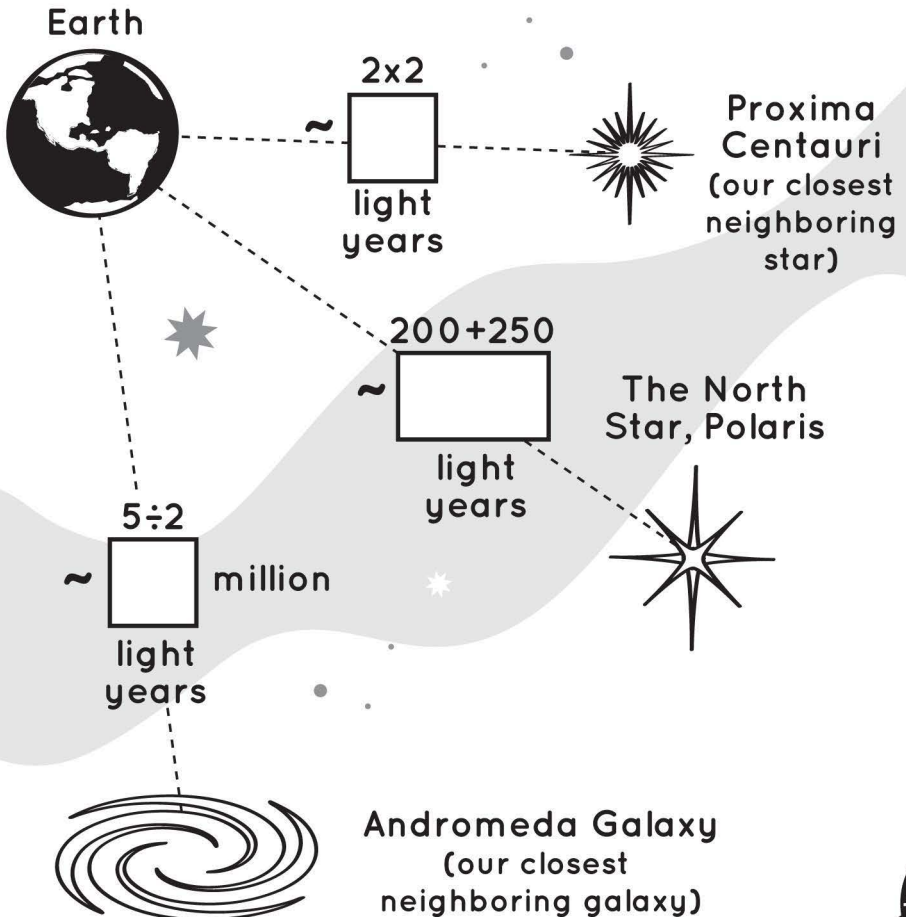 Earth
2x2
~
light
years
Proxima
Centauri
(our closest
neighboring
star)
200+250
~
light
years
The North
Star, Polaris
5÷2
~ million
light
years
Andromeda Galaxy
(our closest
neighboring galaxy)